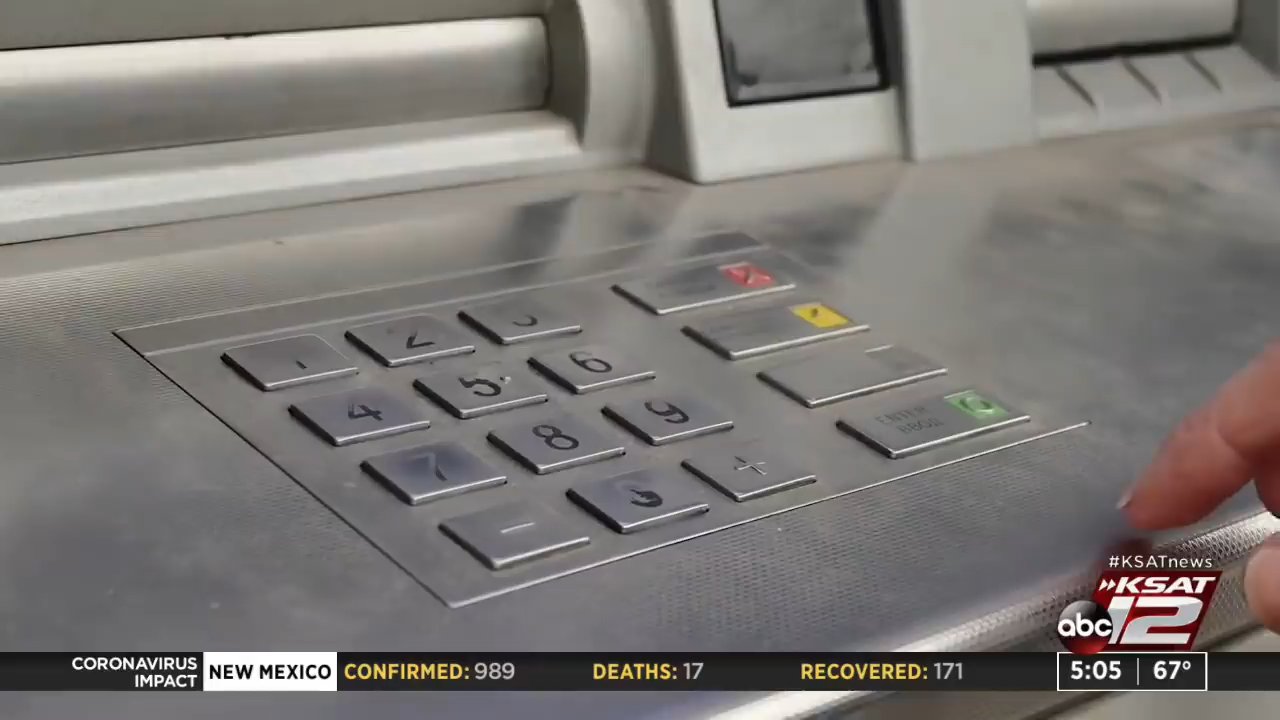 2
5
6
4
9
8
7
+
-
ENTER
#KSATnews
KSAT
abc 12
CORONAVIRUS
IMPACT
NEW MEXICO
CONFIRMED: 989
DEATHS: 17
RECOVERED: 171
5:05
67°